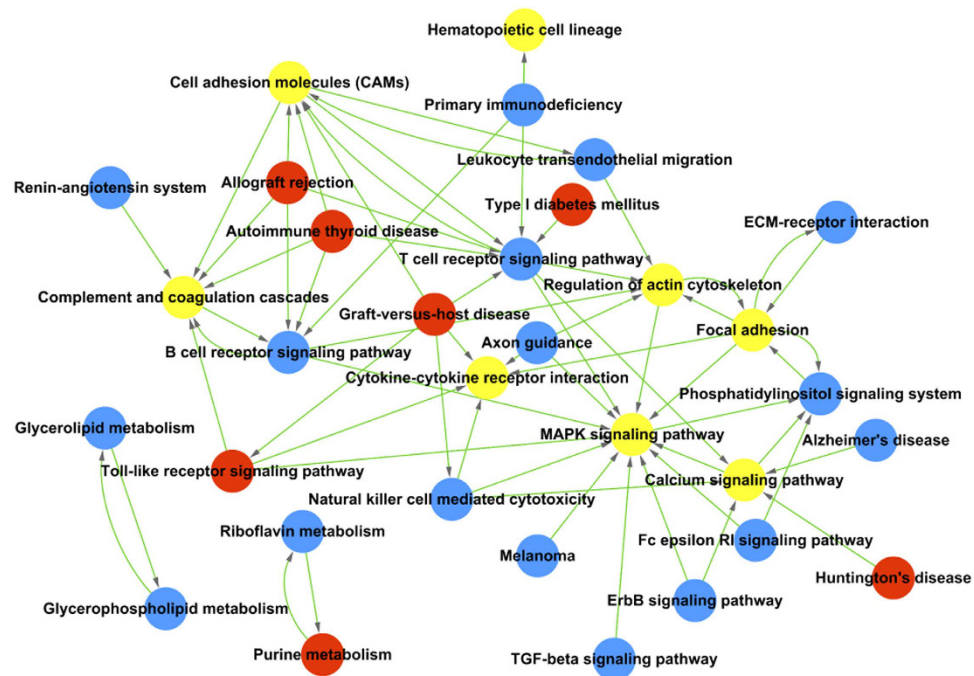 Hematopoietic cell lineage
Cell adhesion molecules (CAMs)
Primary immunodeficiency
Leukocyte transendothelial migration
Renin-angiotensin system
Allograft rejection
Type I diabetes mellitus
ECM-receptor interaction
Autoimmune thyroid disease
T cell receptor signaling pathway
Regulation of actin cytoskeleton
Complement and coagulation cascades
Graft-versus-host disease
Focal adhesion
Axon guidance
B cell receptor signaling pathway
Cytokine-cytokine receptor interaction
Phosphatidylinositol signaling system
Glycerolipid metabolism
MAPK signaling pathway
Alzheimer's disease
Toll-like receptor signaling pathway
Calcium signaling pathway
Natural killer cell mediated cytotoxicity
Riboflavin metabolism
Melanoma
Fc epsilon RI signaling pathway
Huntington's disease
Glycerophospholipid metabolism
ErbB signaling pathway
Purine metabolism
TGF-beta signaling pathway